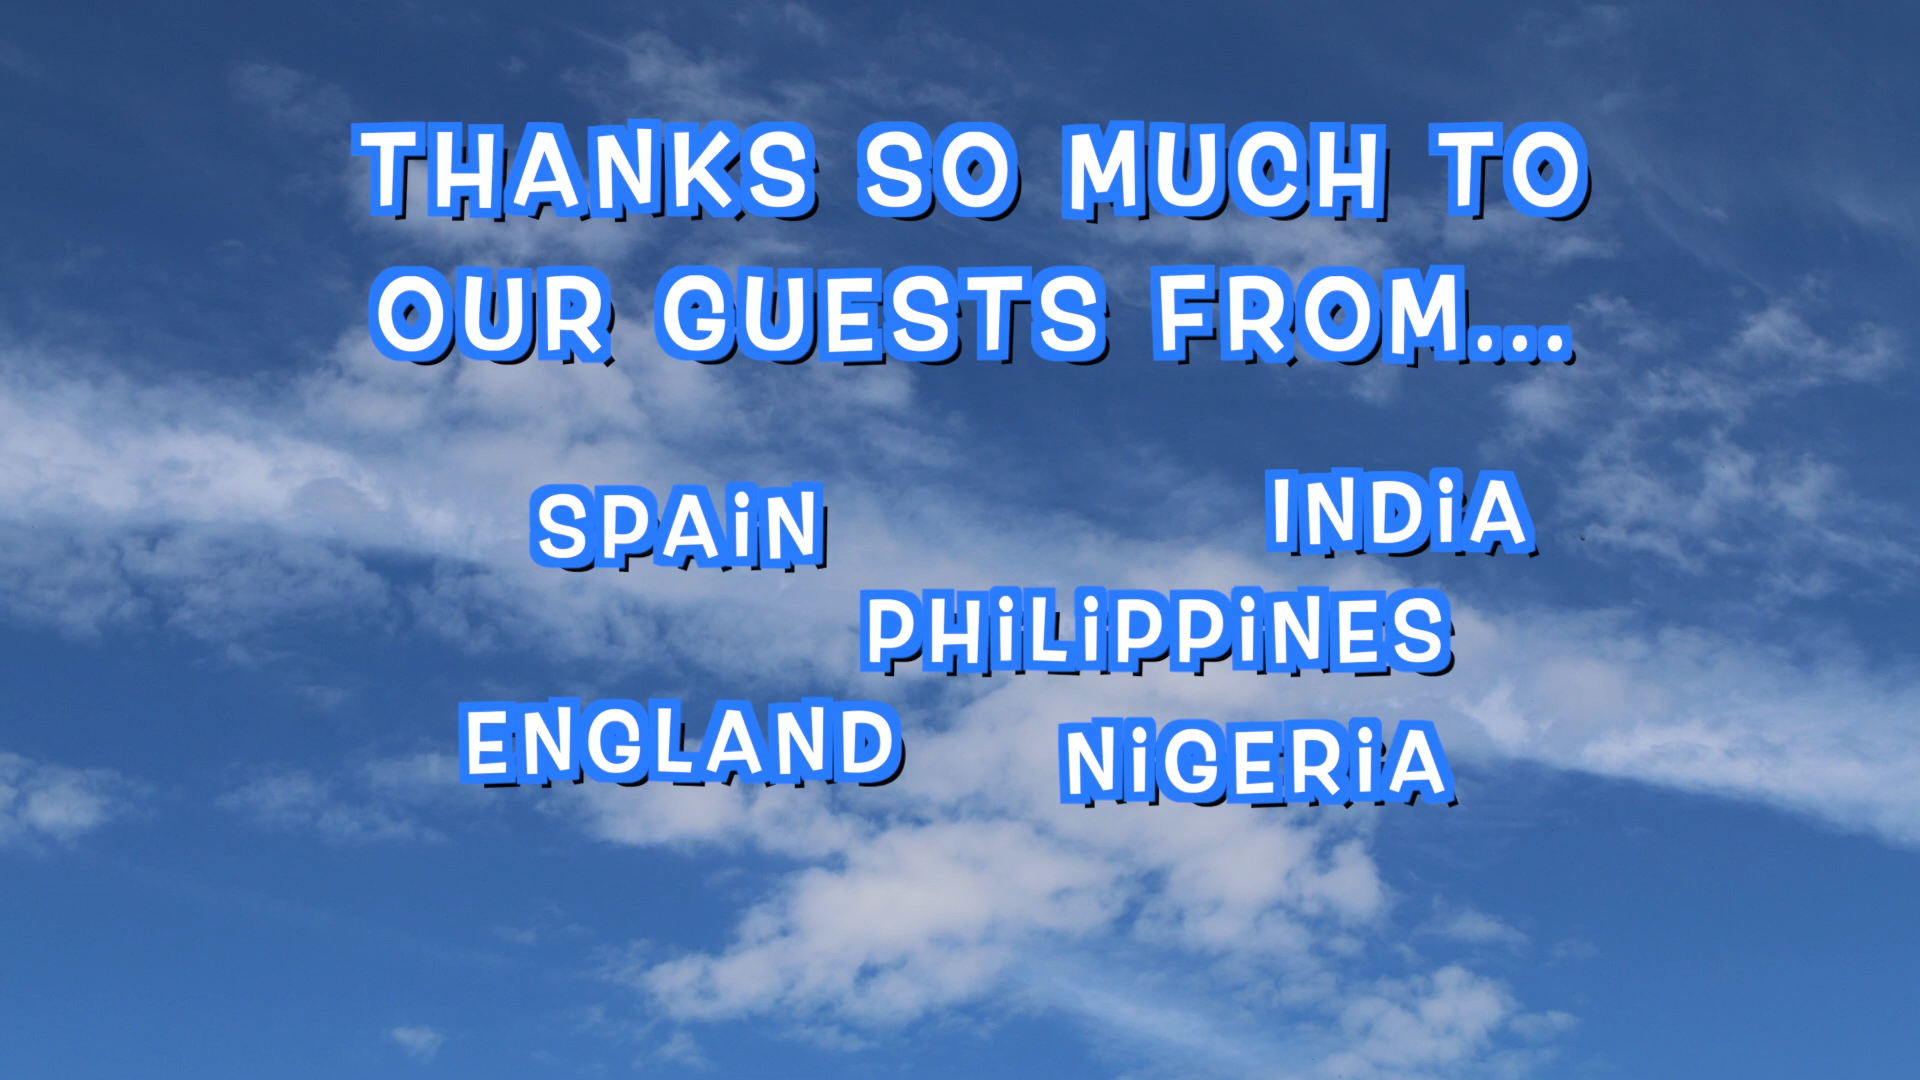 THANKS SO MUCH TO
OUR GUESTS FROM...
SPAiN
INDiA
PHiLiPPiNES
ENGLAND
NiGERiA